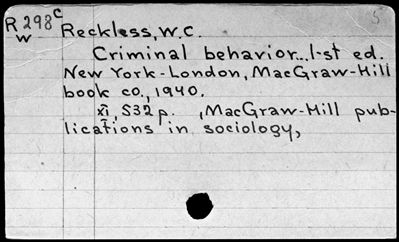 R298c Reckless, W.C.
w
Criminal behavior...1-st ed.
New York-London, MacGraw-Hill
book co., 1940.
XI, 532 p. , MacGraw-Hill pub-
lications in sociology,